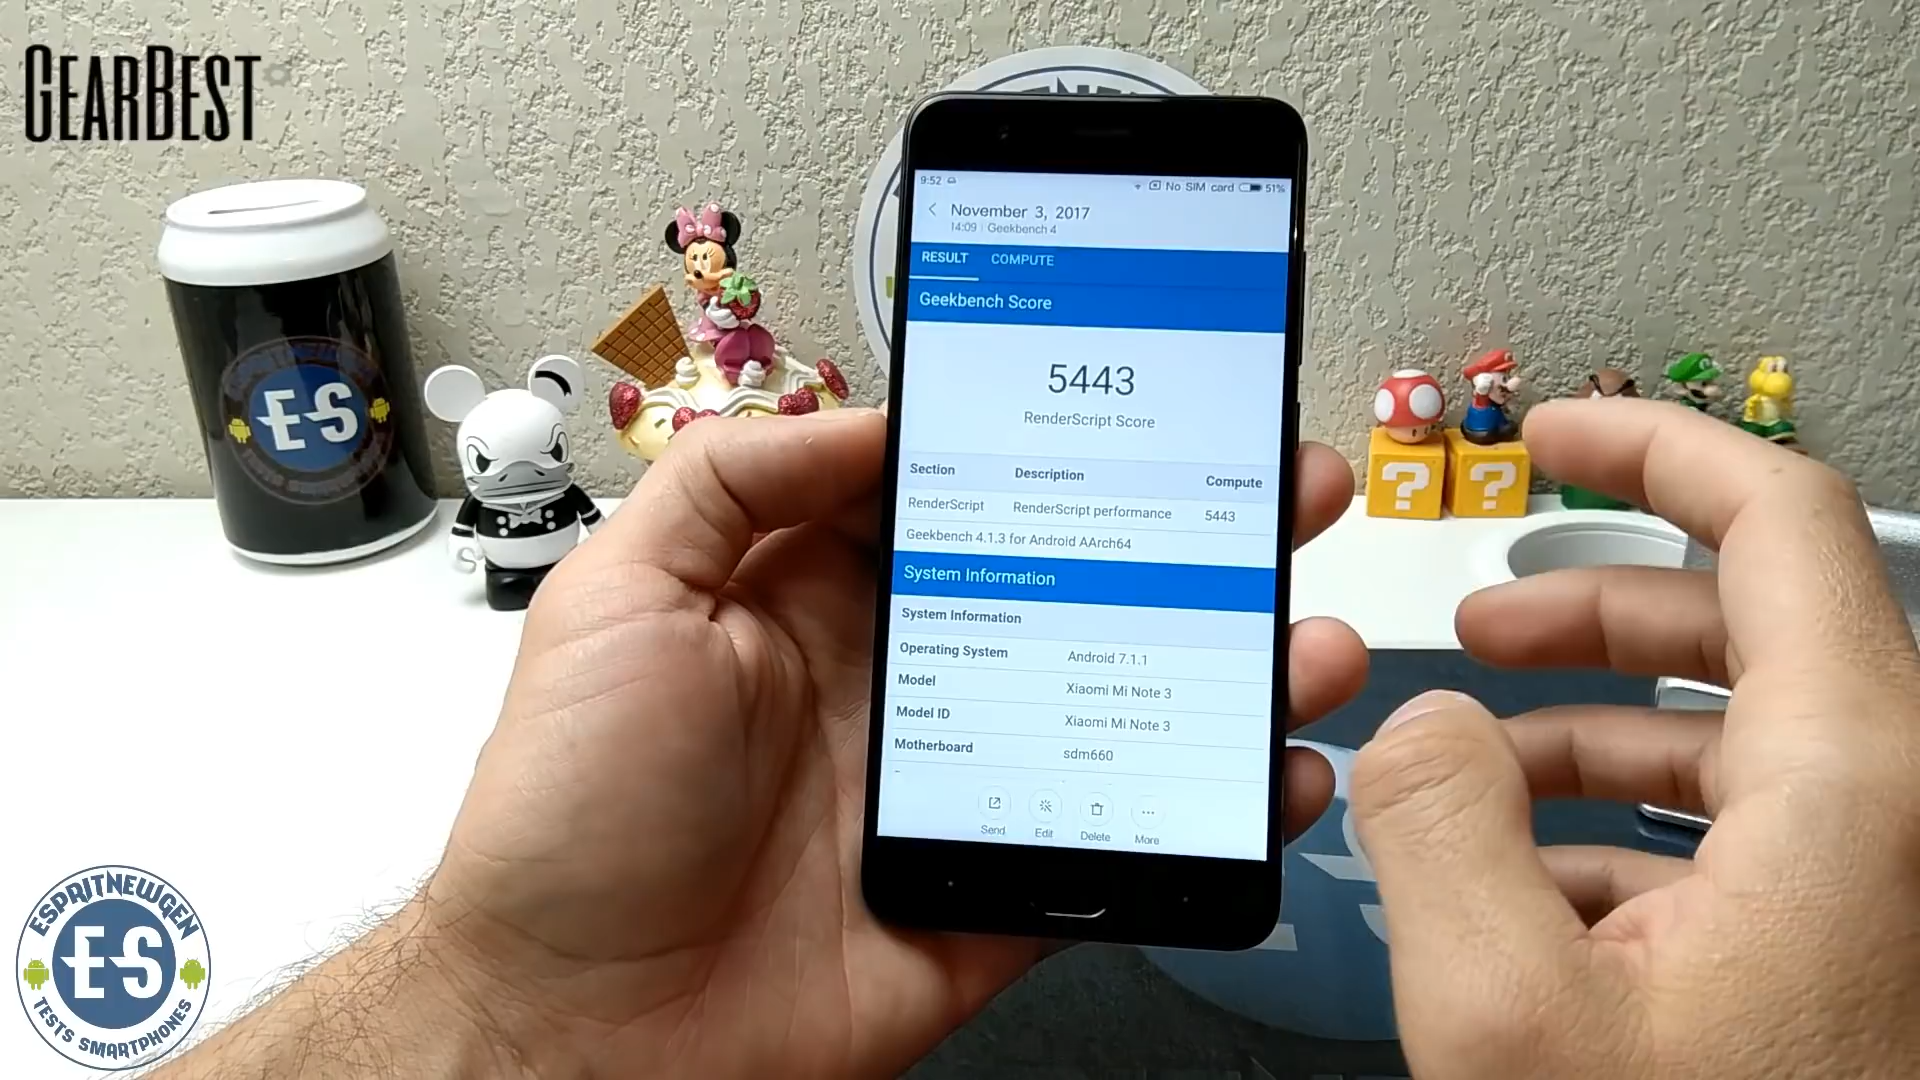 GEARBEST
9:52
No SIM card 51%
November 3, 2017
14:09 | Geekbench 4
RESULT COMPUTE
Geekbench Score
5443
RenderScript Score
Section Description Compute
RenderScript RenderScript performance 5443
Geekbench 4.1.3 for Android AArch64
System Information
System Information
Operating System Android 7.1.1
Model Xiaomi Mi Note 3
Model ID Xiaomi Mi Note 3
Motherboard sdm660
Send Edit Delete More
ES
? ?
ESPRITNEWGEN
ES
TESTS SMARTPHONES